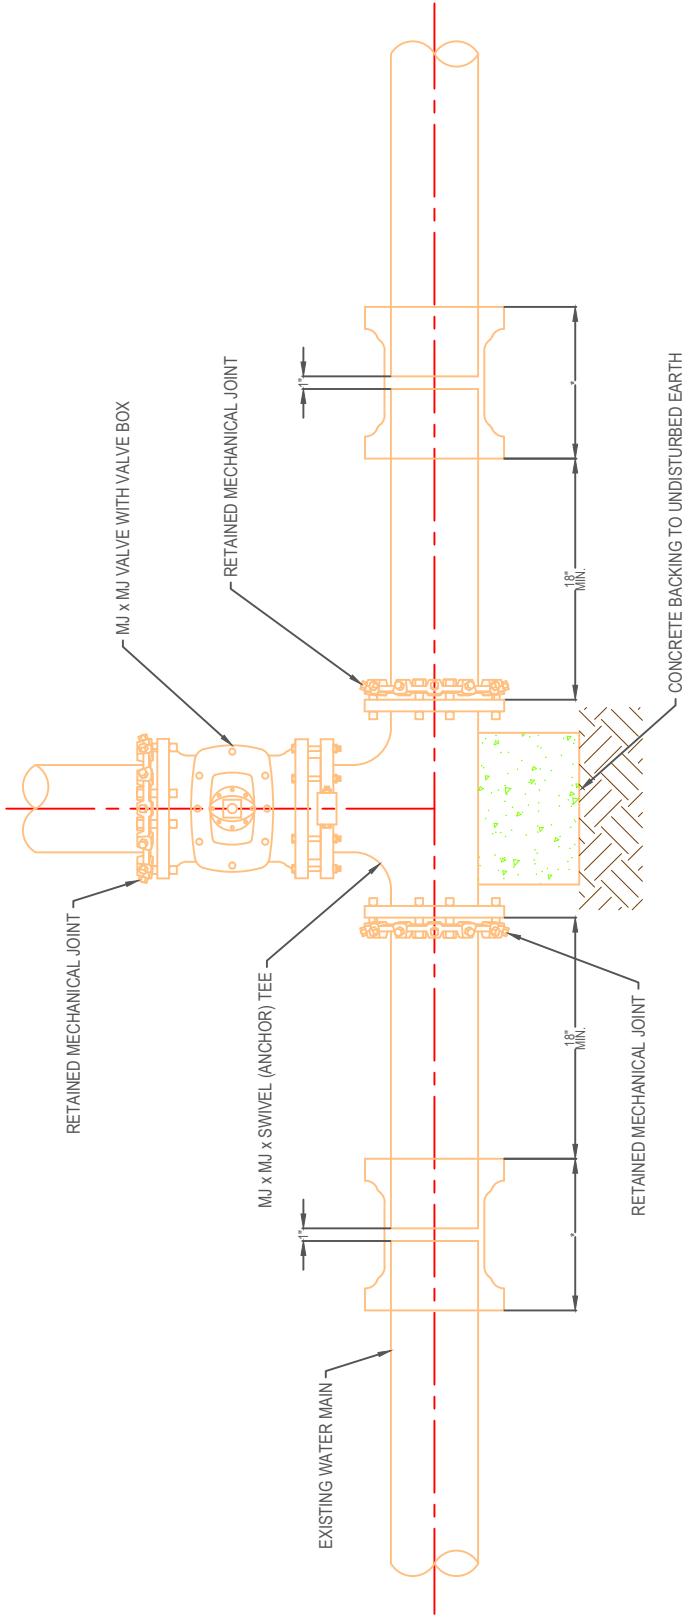 MJ x MJ VALVE WITH VALVE BOX
RETAINED MECHANICAL JOINT
RETAINED MECHANICAL JOINT
MJ x MJ x SWIVEL (ANCHOR) TEE
EXISTING WATER MAIN
1"
1"
*
18"
MIN.
18"
MIN.
*
RETAINED MECHANICAL JOINT
CONCRETE BACKING TO UNDISTURBED EARTH